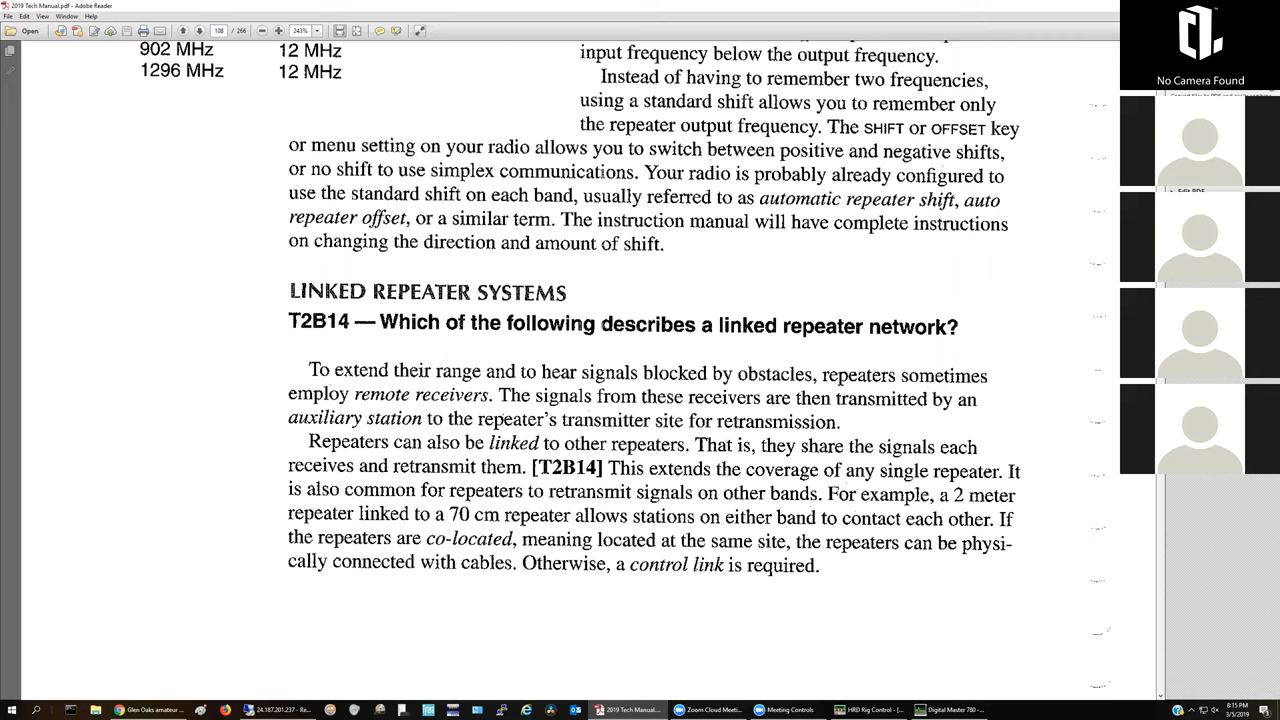 2019 Tech Manual.pdf - Adobe Reader
File Edit View Window Help
Open 108 / 266 243%
902 MHz 12 MHz
1296 MHz 12 MHz
input frequency below the output frequency.
Instead of having to remember two frequencies,
using a standard shift allows you to remember only
the repeater output frequency. The SHIFT or OFFSET key
or menu setting on your radio allows you to switch between positive and negative shifts,
or no shift to use simplex communications. Your radio is probably already configured to
use the standard shift on each band, usually referred to as automatic repeater shift, auto
repeater offset, or a similar term. The instruction manual will have complete instructions
on changing the direction and amount of shift.
LINKED REPEATER SYSTEMS
T2B14 — Which of the following describes a linked repeater network?
To extend their range and to hear signals blocked by obstacles, repeaters sometimes
employ remote receivers. The signals from these receivers are then transmitted by an
auxiliary station to the repeater's transmitter site for retransmission.
Repeaters can also be linked to other repeaters. That is, they share the signals each
receives and retransmit them. [T2B14] This extends the coverage of any single repeater. It
is also common for repeaters to retransmit signals on other bands. For example, a 2 meter
repeater linked to a 70 cm repeater allows stations on either band to contact each other. If
the repeaters are co-located, meaning located at the same site, the repeaters can be physi-
cally connected with cables. Otherwise, a control link is required.
No Camera Found
Glen Oaks amateur ...
24.187.201.237 - Re...
2019 Tech Manual....
Zoom Cloud Meeti...
Meeting Controls
HRD Rig Control - [...
Digital Master 780 -...
8:15 PM
3/5/2019